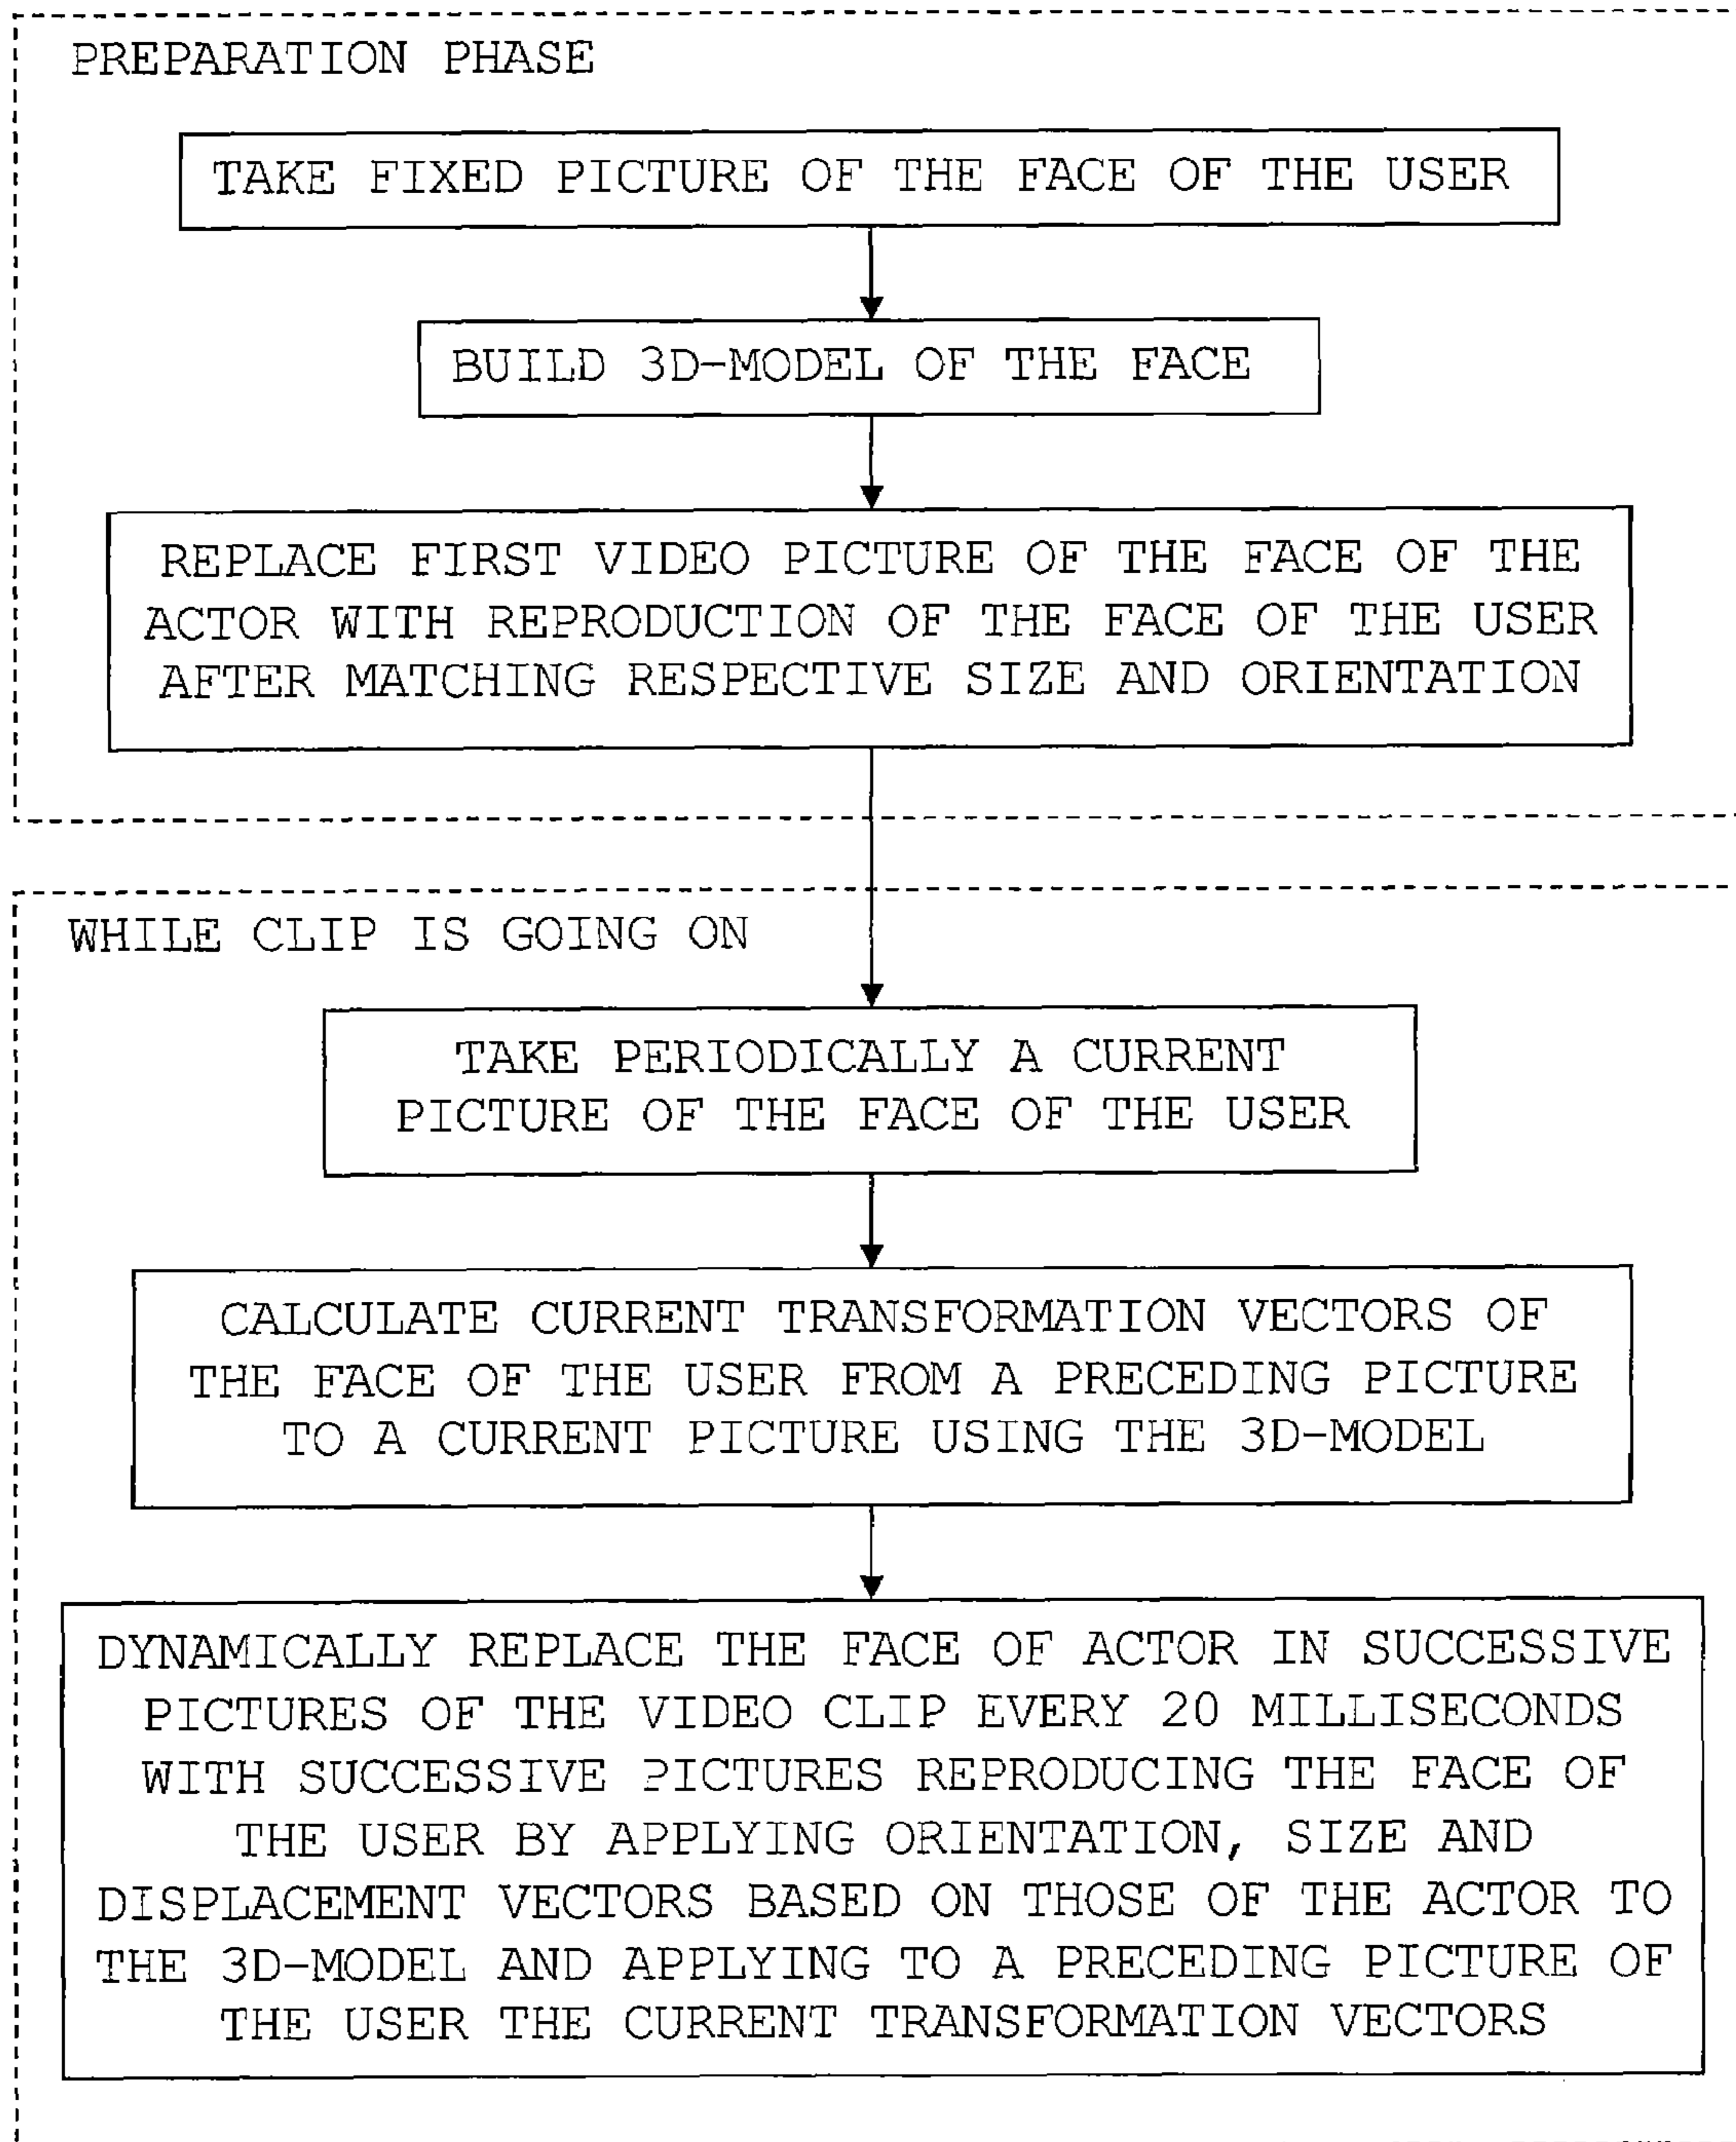 PREPARATION PHASE
TAKE FIXED PICTURE OF THE FACE OF THE USER
BUILD 3D-MODEL OF THE FACE
REPLACE FIRST VIDEO PICTURE OF THE FACE OF THE
ACTOR WITH REPRODUCTION OF THE FACE OF THE USER
AFTER MATCHING RESPECTIVE SIZE AND ORIENTATION
WHILE CLIP IS GOING ON
TAKE PERIODICALLY A CURRENT
PICTURE OF THE FACE OF THE USER
CALCULATE CURRENT TRANSFORMATION VECTORS OF
THE FACE OF THE USER FROM A PRECEDING PICTURE
TO A CURRENT PICTURE USING THE 3D-MODEL
DYNAMICALLY REPLACE THE FACE OF ACTOR IN SUCCESSIVE
PICTURES OF THE VIDEO CLIP EVERY 20 MILLISECONDS
WITH SUCCESSIVE PICTURES REPRODUCING THE FACE OF
THE USER BY APPLYING ORIENTATION, SIZE AND
DISPLACEMENT VECTORS BASED ON THOSE OF THE ACTOR TO
THE 3D-MODEL AND APPLYING TO A PRECEDING PICTURE OF
THE USER THE CURRENT TRANSFORMATION VECTORS